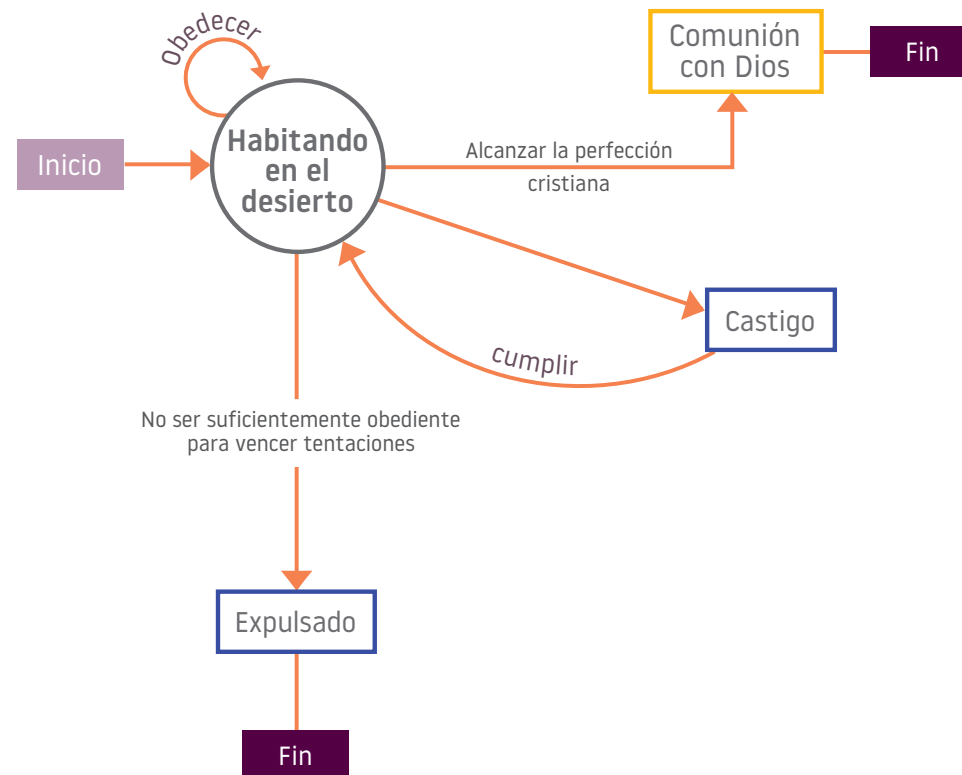 Obedecer
Comunión
con Dios
Fin
Inicio
Habitando
en el
desierto
Alcanzar la perfección
cristiana
Castigo
cumplir
No ser suficientemente obediente
para vencer tentaciones
Expulsado
Fin